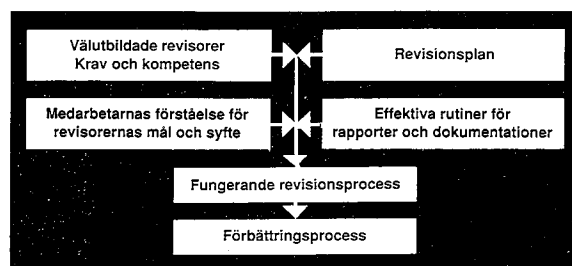 Välutbildade revisorer
Krav och kompetens
Revisionsplan
Medarbetarnas förståelse för
revisorernas mål och syfte
Effektiva rutiner för
rapporter och dokumentationer
Fungerande revisionsprocess
Förbättringsprocess